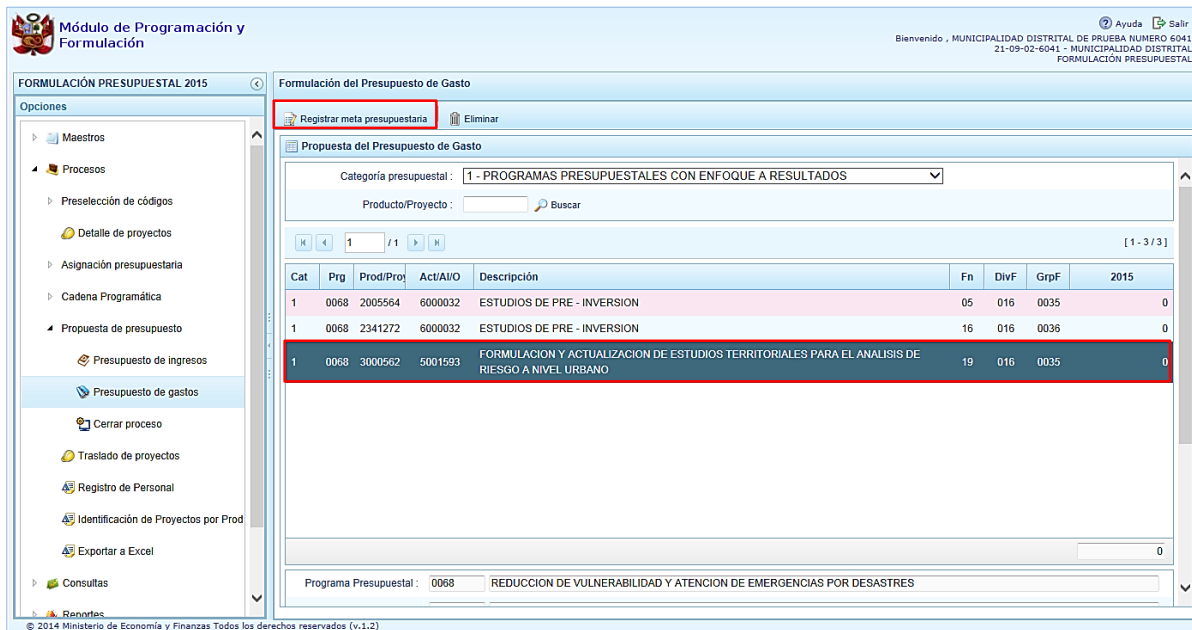 Módulo de Programación y
Formulación
Ayuda Salir
Bienvenido , MUNICIPALIDAD DISTRITAL DE PRUEBA NUMERO 6041
21-09-02-6041 - MUNICIPALIDAD DISTRITAL
FORMULACIÓN PRESUPUESTAL
FORMULACIÓN PRESUPUESTAL 2015
Opciones
Maestros
Procesos
Preselección de códigos
Detalle de proyectos
Asignación presupuestaria
Cadena Programática
Propuesta de presupuesto
Presupuesto de ingresos
Presupuesto de gastos
Cerrar proceso
Traslado de proyectos
Registro de Personal
Identificación de Proyectos por Prod
Exportar a Excel
Consultas
Reportes
Formulación del Presupuesto de Gasto
Registrar meta presupuestaria Eliminar
Propuesta del Presupuesto de Gasto
Categoría presupuestal : 1 - PROGRAMAS PRESUPUESTALES CON ENFOQUE A RESULTADOS
Producto/Proyecto : Buscar
1 / 1 [ 1 - 3 / 3 ]
Cat Prg Prod/Proy Act/AI/O Descripción Fn DivF GrpF 2015
1 0068 2005564 6000032 ESTUDIOS DE PRE - INVERSION 05 016 0035 0
1 0068 2341272 6000032 ESTUDIOS DE PRE - INVERSION 16 016 0036 0
1 0068 3000562 5001593 FORMULACION Y ACTUALIZACION DE ESTUDIOS TERRITORIALES PARA EL ANALISIS DE
RIESGO A NIVEL URBANO 19 016 0035 0
0
Programa Presupuestal : 0068 REDUCCION DE VULNERABILIDAD Y ATENCION DE EMERGENCIAS POR DESASTRES
© 2014 Ministerio de Economía y Finanzas Todos los derechos reservados (v.1.2)